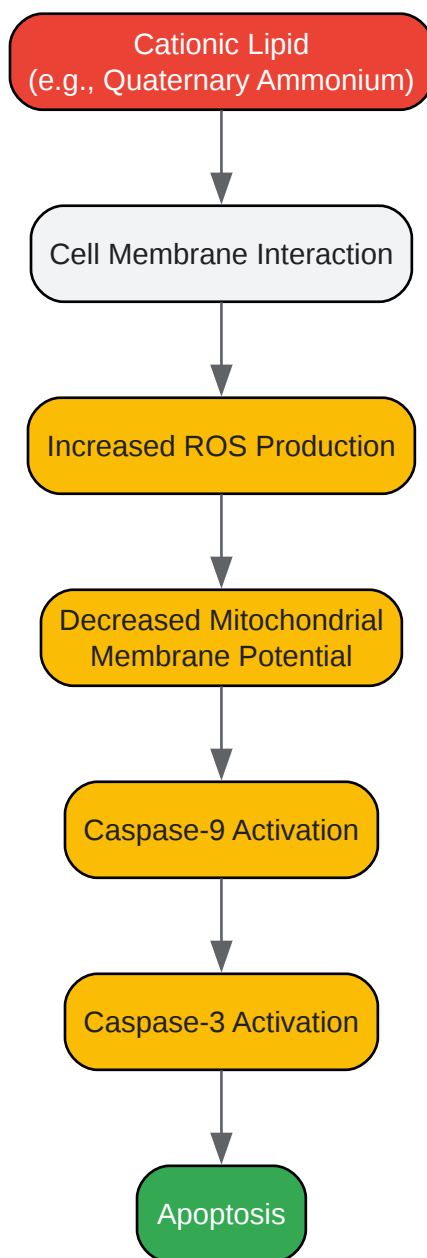 Cationic Lipid
(e.g., Quaternary Ammonium)
Cell Membrane Interaction
Increased ROS Production
Decreased Mitochondrial
Membrane Potential
Caspase-9 Activation
Caspase-3 Activation
Apoptosis